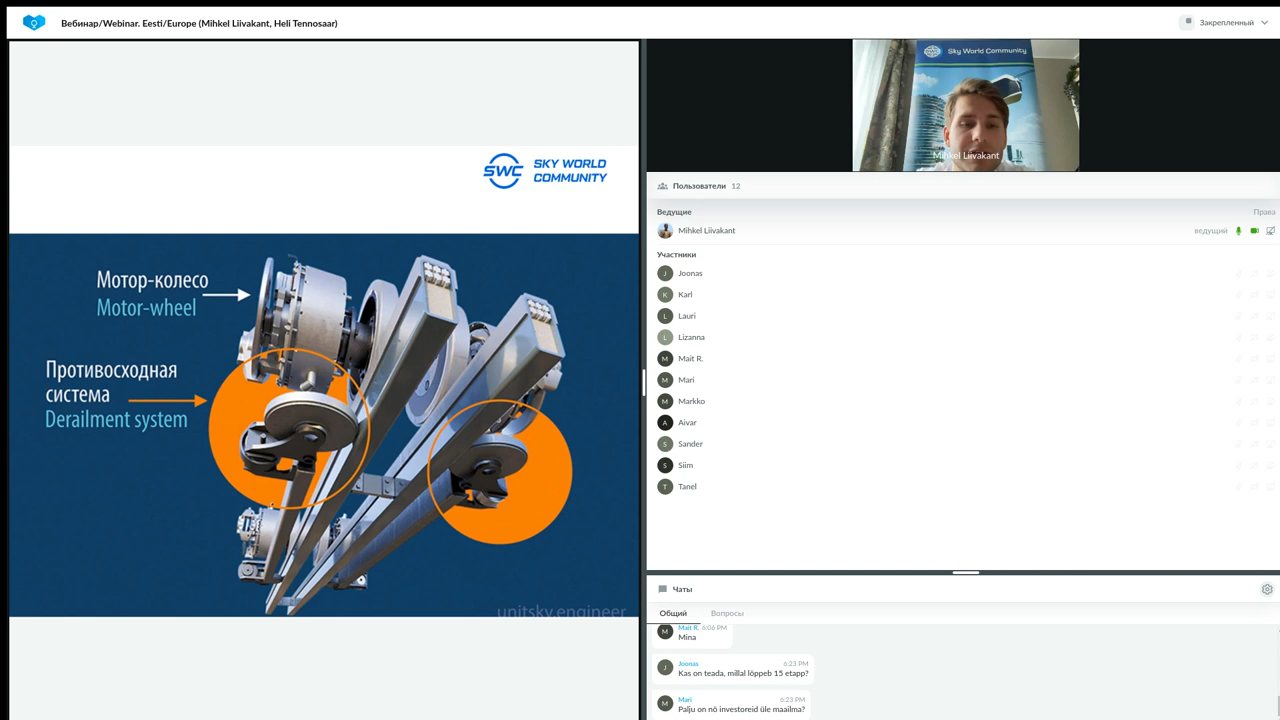 Вебинар/Webinar. Eesti/Europe (Mihkel Liivakant, Heli Tennosaar)
Закрепленный
SWC SKY WORLD
COMMUNITY
Мотор-колесо
Motor-wheel
Противосходная
система
Derailment system
unitsky.engineer
Sky World Community
Mihkel Liivakant
Пользователи 12
Ведущие Права
Mihkel Liivakant ведущий
Участники
J Joonas
K Karl
L Lauri
L Lizanna
M Mait R.
M Mari
M Markko
A Aivar
S Sander
S Siim
T Tanel
Чаты
Общий Вопросы
M Mait R. 6:06 PM
Mina
J Joonas 6:23 PM
Kas on teada, millal lõppeb 15 etapp?
M Mari 6:23 PM
Palju on nö investoreid üle maailma?